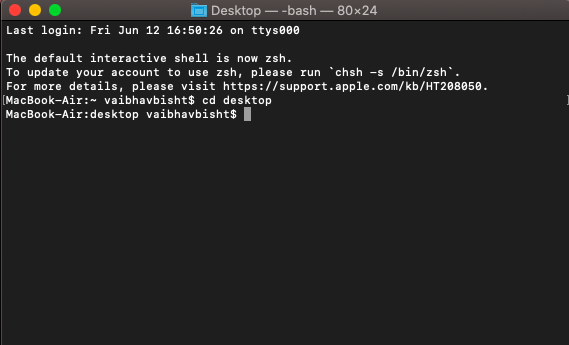 Desktop — -bash — 80×24
Last login: Fri Jun 12 16:50:26 on ttys000
The default interactive shell is now zsh.
To update your account to use zsh, please run `chsh -s /bin/zsh`.
For more details, please visit https://support.apple.com/kb/HT208050.
[MacBook-Air:~ vaibhavbisht$ cd desktop ]
MacBook-Air:desktop vaibhavbisht$